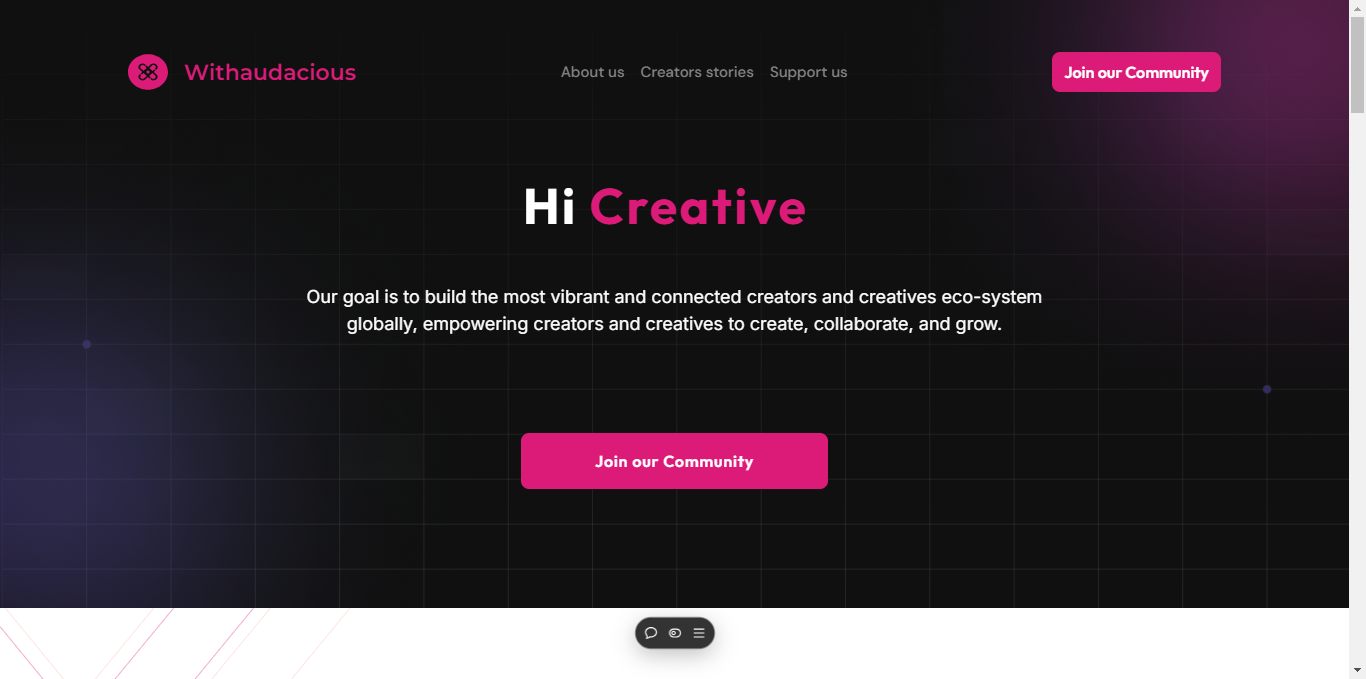 Withaudacious
About us
Creators stories
Support us
Join our Community
Hi Creative
Our goal is to build the most vibrant and connected creators and creatives eco-system
globally, empowering creators and creatives to create, collaborate, and grow.
Join our Community